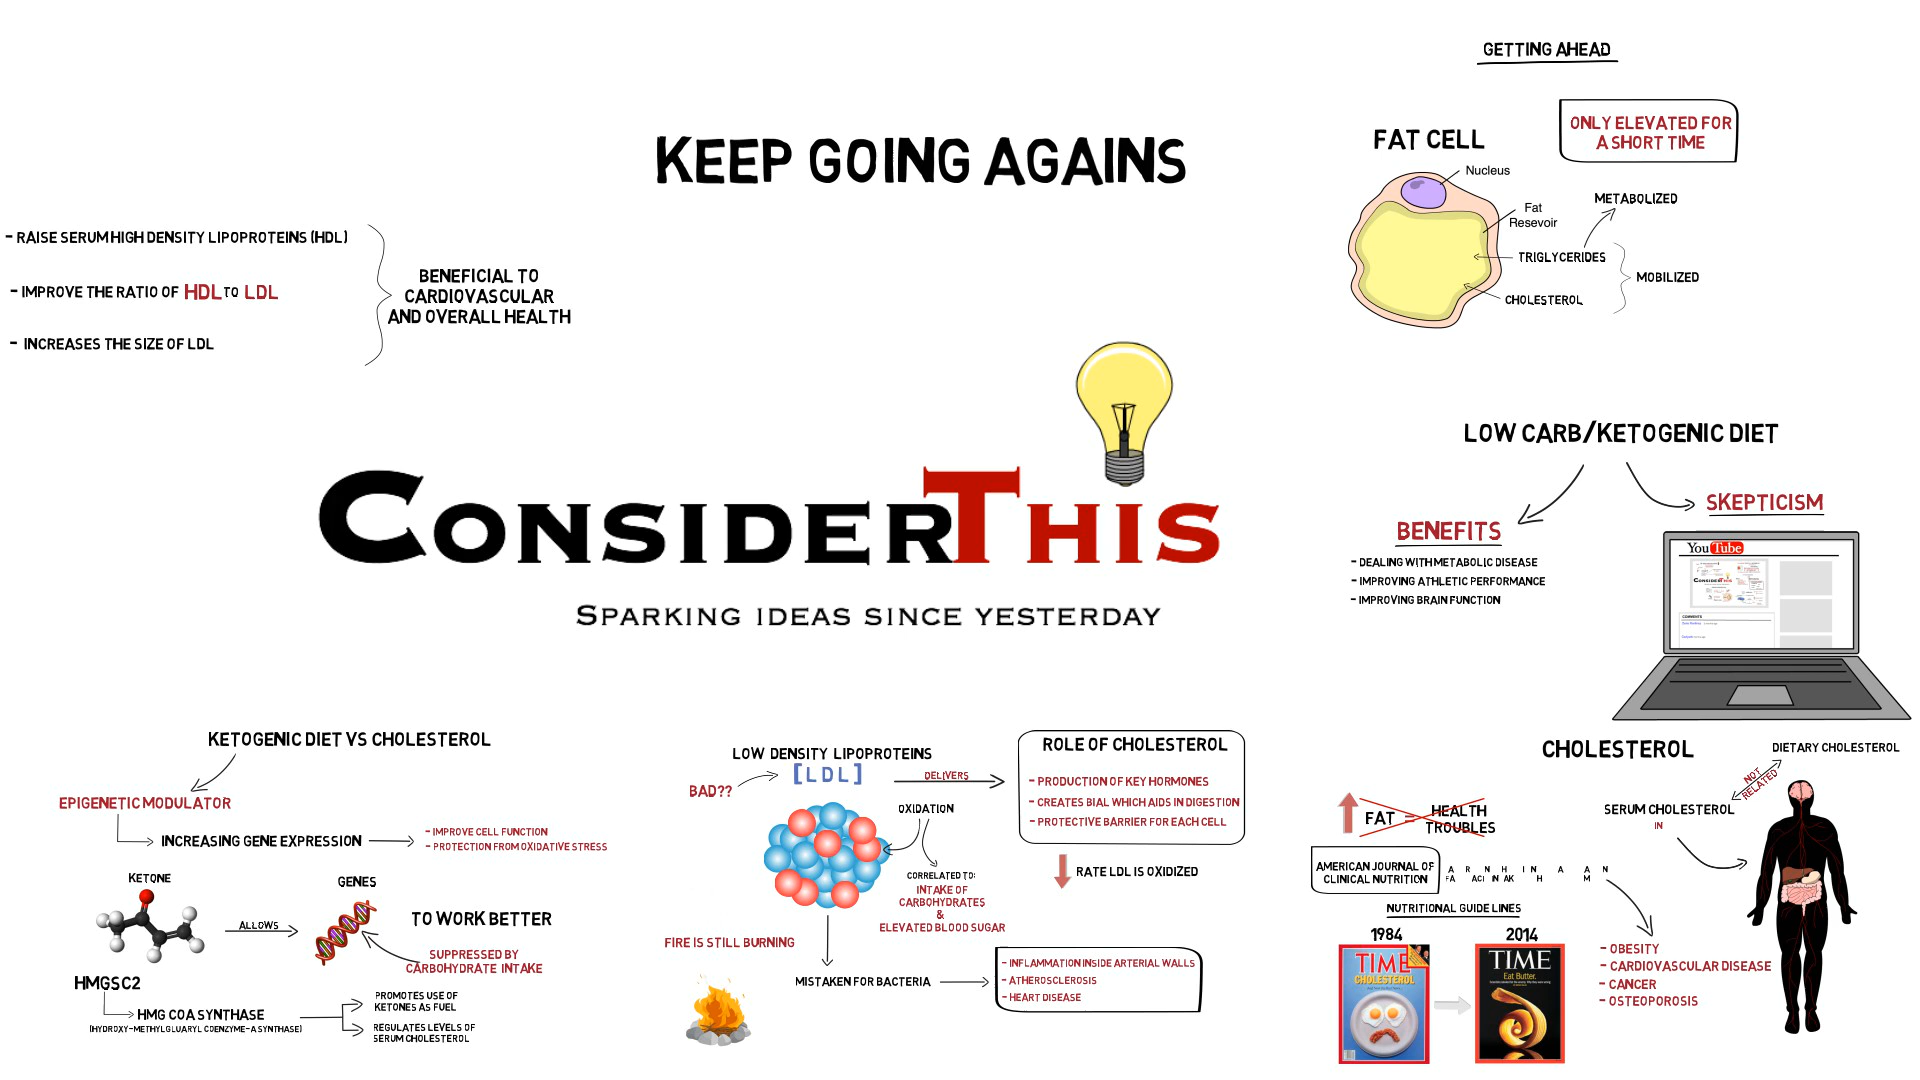 GETTING AHEAD
ONLY ELEVATED FOR
A SHORT TIME
FAT CELL
Nucleus
Fat
Resevoir
METABOLIZED
TRIGLYCERIDES
MOBILIZED
CHOLESTEROL
KEEP GOING AGAINS
- RAISE SERUM HIGH DENSITY LIPOPROTEINS (HDL)
- IMPROVE THE RATIO OF HDL TO LDL
- INCREASES THE SIZE OF LDL
BENEFICIAL TO
CARDIOVASCULAR
AND OVERALL HEALTH
CONSIDERTHIS
SPARKING IDEAS SINCE YESTERDAY
LOW CARB/KETOGENIC DIET
BENEFITS
- DEALING WITH METABOLIC DISEASE
- IMPROVING ATHLETIC PERFORMANCE
- IMPROVING BRAIN FUNCTION
SKEPTICISM
YouTube
CONSIDERTHIS
COMMENTS
KETOGENIC DIET VS CHOLESTEROL
EPIGENETIC MODULATOR
INCREASING GENE EXPRESSION
- IMPROVE CELL FUNCTION
- PROTECTION FROM OXIDATIVE STRESS
KETONE
ALLOWS
GENES
TO WORK BETTER
SUPPRESSED BY
CARBOHYDRATE INTAKE
HMGSC2
HMG COA SYNTHASE
(HYDROXY-METHYLGLUARYL COENZYME-A SYNTHASE)
PROMOTES USE OF
KETONES AS FUEL
REGULATES LEVELS OF
SERUM CHOLESTEROL
LOW DENSITY LIPOPROTEINS
[LDL]
BAD??
DELIVERS
ROLE OF CHOLESTEROL
- PRODUCTION OF KEY HORMONES
- CREATES BIAL WHICH AIDS IN DIGESTION
- PROTECTIVE BARRIER FOR EACH CELL
OXIDATION
CORRELATED TO:
INTAKE OF
CARBOHYDRATES
&
ELEVATED BLOOD SUGAR
RATE LDL IS OXIDIZED
FIRE IS STILL BURNING
MISTAKEN FOR BACTERIA
- INFLAMMATION INSIDE ARTERIAL WALLS
- ATHEROSCLEROSIS
- HEART DISEASE
CHOLESTEROL
DIETARY CHOLESTEROL
NOT
RELATED
SERUM CHOLESTEROL
IN
FAT = HEALTH
TROUBLES
AMERICAN JOURNAL OF
CLINICAL NUTRITION
NUTRITIONAL GUIDE LINES
1984
2014
TIME
CHOLESTEROL
TIME
Eat Butter.
- OBESITY
- CARDIOVASCULAR DISEASE
- CANCER
- OSTEOPOROSIS